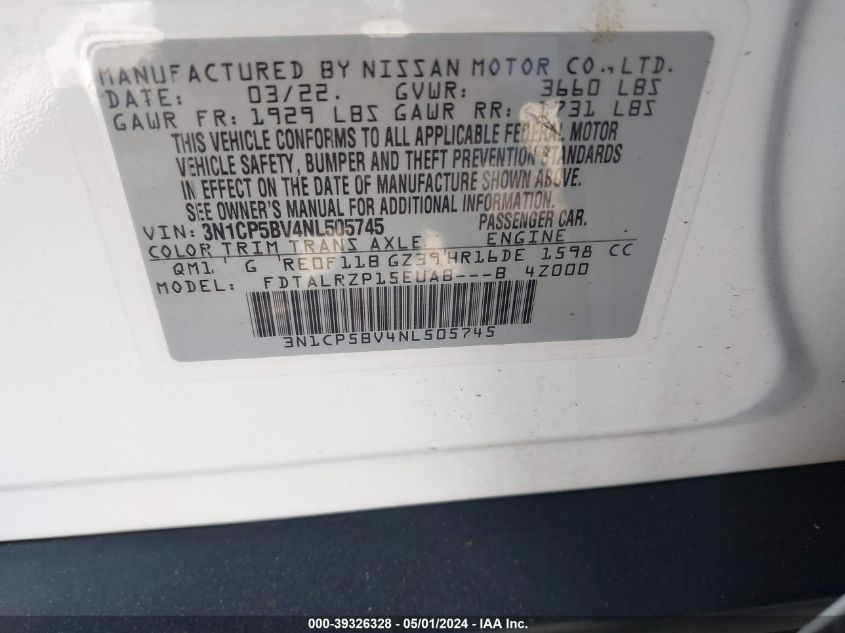 MANUFACTURED BY NISSAN MOTOR CO.,LTD.
DATE: 03/22. GVWR: 3660 LBS
GAWR FR: 1929 LBS GAWR RR: 1731 LBS
THIS VEHICLE CONFORMS TO ALL APPLICABLE FEDERAL MOTOR
VEHICLE SAFETY, BUMPER AND THEFT PREVENTION STANDARDS
IN EFFECT ON THE DATE OF MANUFACTURE SHOWN ABOVE.
SEE OWNER'S MANUAL FOR ADDITIONAL INFORMATION.
VIN: 3N1CP5BV4NL505745 PASSENGER CAR.
COLOR TRIM TRANS AXLE ENGINE
QM1 G RE0F11B GZ39 HR16DE 1598 CC
MODEL: FDTALRZP15EUAB---B 4Z000
3N1CP5BV4NL505745
000-39326328 - 05/01/2024 - IAA Inc.